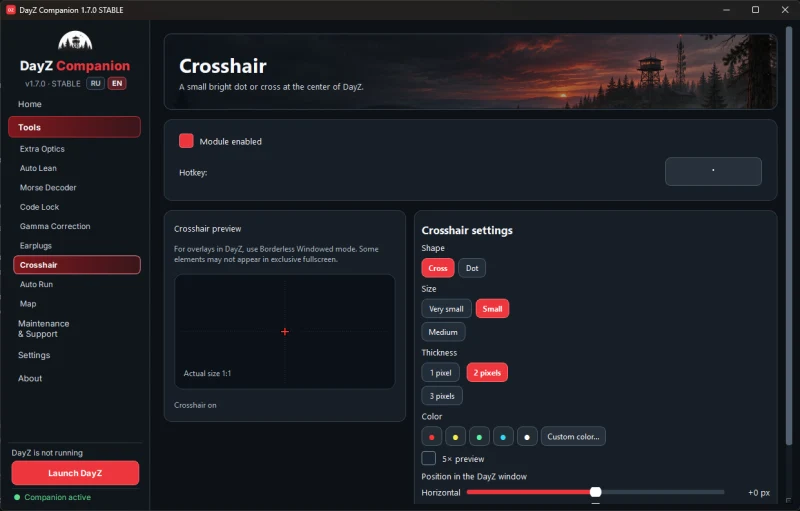 DZ DayZ Companion 1.7.0 STABLE
DayZ Companion
v1.7.0 · STABLE RU EN
Home
Tools
Extra Optics
Auto Lean
Morse Decoder
Code Lock
Gamma Correction
Earplugs
Crosshair
Auto Run
Map
Maintenance
& Support
Settings
About
DayZ is not running
Launch DayZ
Companion active
Crosshair
A small bright dot or cross at the center of DayZ.
Module enabled
Hotkey:
Crosshair preview
For overlays in DayZ, use Borderless Windowed mode. Some
elements may not appear in exclusive fullscreen.
Actual size 1:1
Crosshair on
Crosshair settings
Shape
Cross Dot
Size
Very small Small
Medium
Thickness
1 pixel 2 pixels
3 pixels
Color
Custom color...
5× preview
Position in the DayZ window
Horizontal +0 px